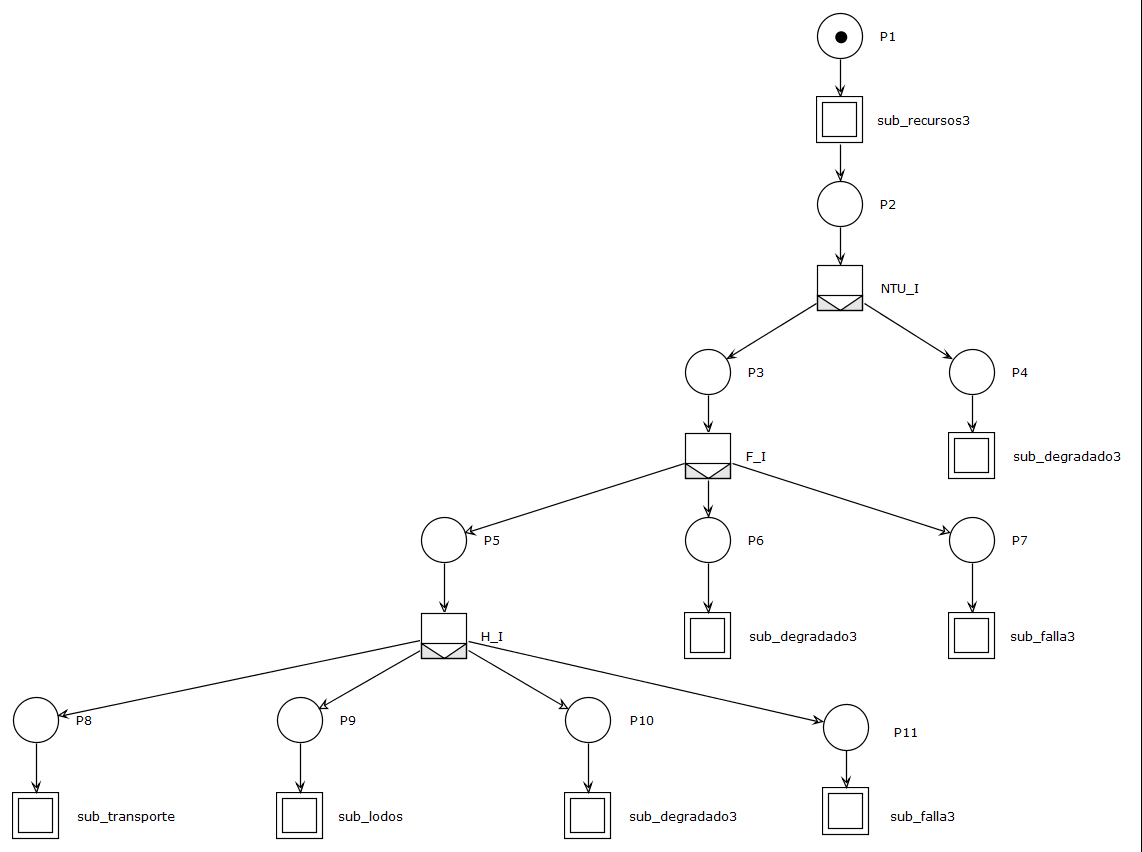 P1
sub_recursos3
P2
NTU_I
P3
P4
F_I
sub_degradado3
P5
P6
P7
H_I
sub_degradado3
sub_falla3
P8
P9
P10
P11
sub_transporte
sub_lodos
sub_degradado3
sub_falla3